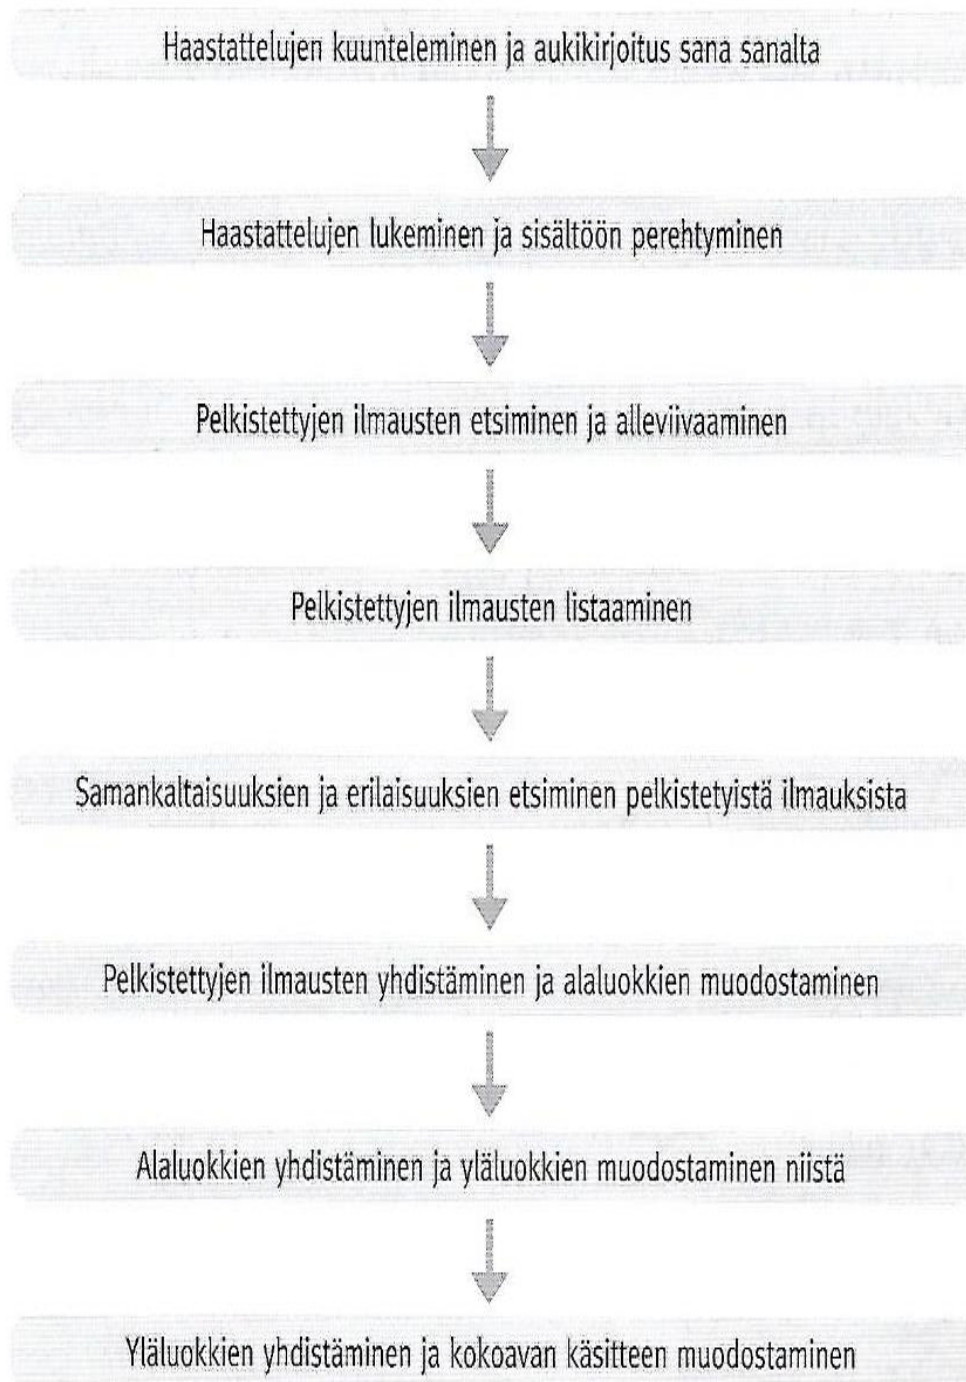 Haastattelujen kuunteleminen ja aukikirjoitus sana sanalta
Haastattelujen lukeminen ja sisältöön perehtyminen
Pelkistettyjen ilmausten etsiminen ja alleviivaaminen
Pelkistettyjen ilmausten listaaminen
Samankaltaisuuksien ja erilaisuuksien etsiminen pelkistetyistä ilmauksista
Pelkistettyjen ilmausten yhdistäminen ja alaluokkien muodostaminen
Alaluokkien yhdistäminen ja yläluokkien muodostaminen niistä
Yläluokkien yhdistäminen ja kokoavan käsitteen muodostaminen